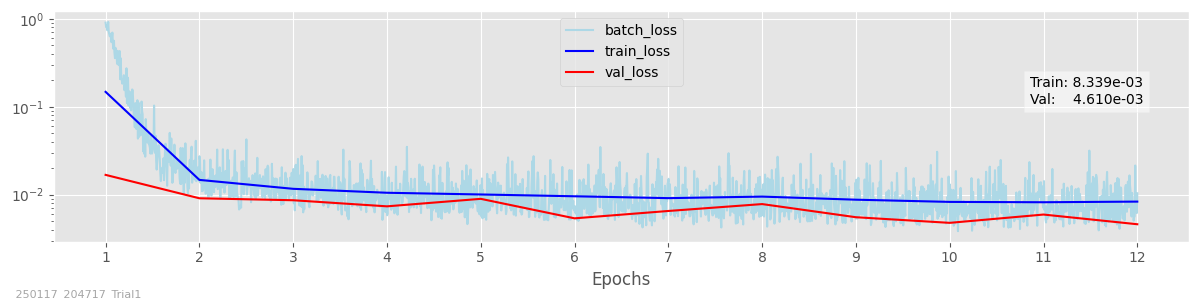 batch_loss
train_loss
val_loss
Train: 8.339e-03
Val: 4.610e-03
10⁰
10⁻¹
10⁻²
1 2 3 4 5 6 7 8 9 10 11 12
Epochs
250117_204717_Trial1